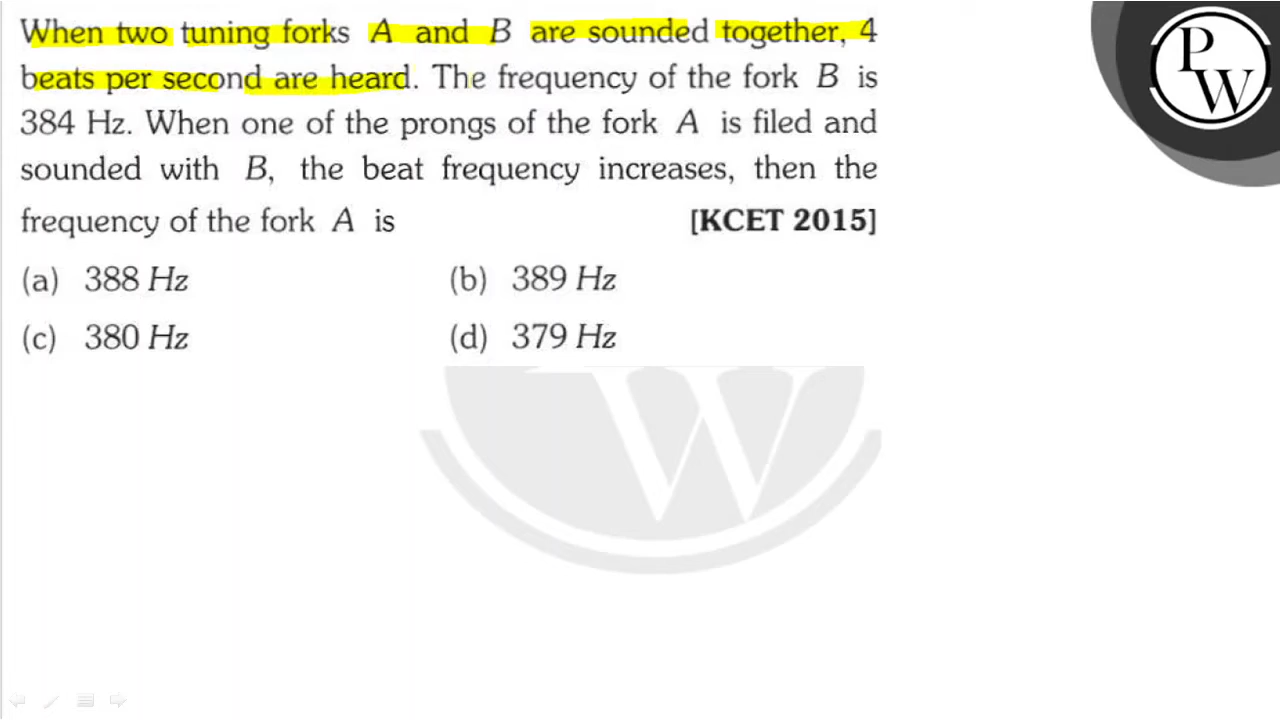 When two tuning forks A and B are sounded together, 4
beats per second are heard. The frequency of the fork B is
384 Hz. When one of the prongs of the fork A is filed and
sounded with B, the beat frequency increases, then the
frequency of the fork A is [KCET 2015]
(a) 388 Hz (b) 389 Hz
(c) 380 Hz (d) 379 Hz
P
W
W